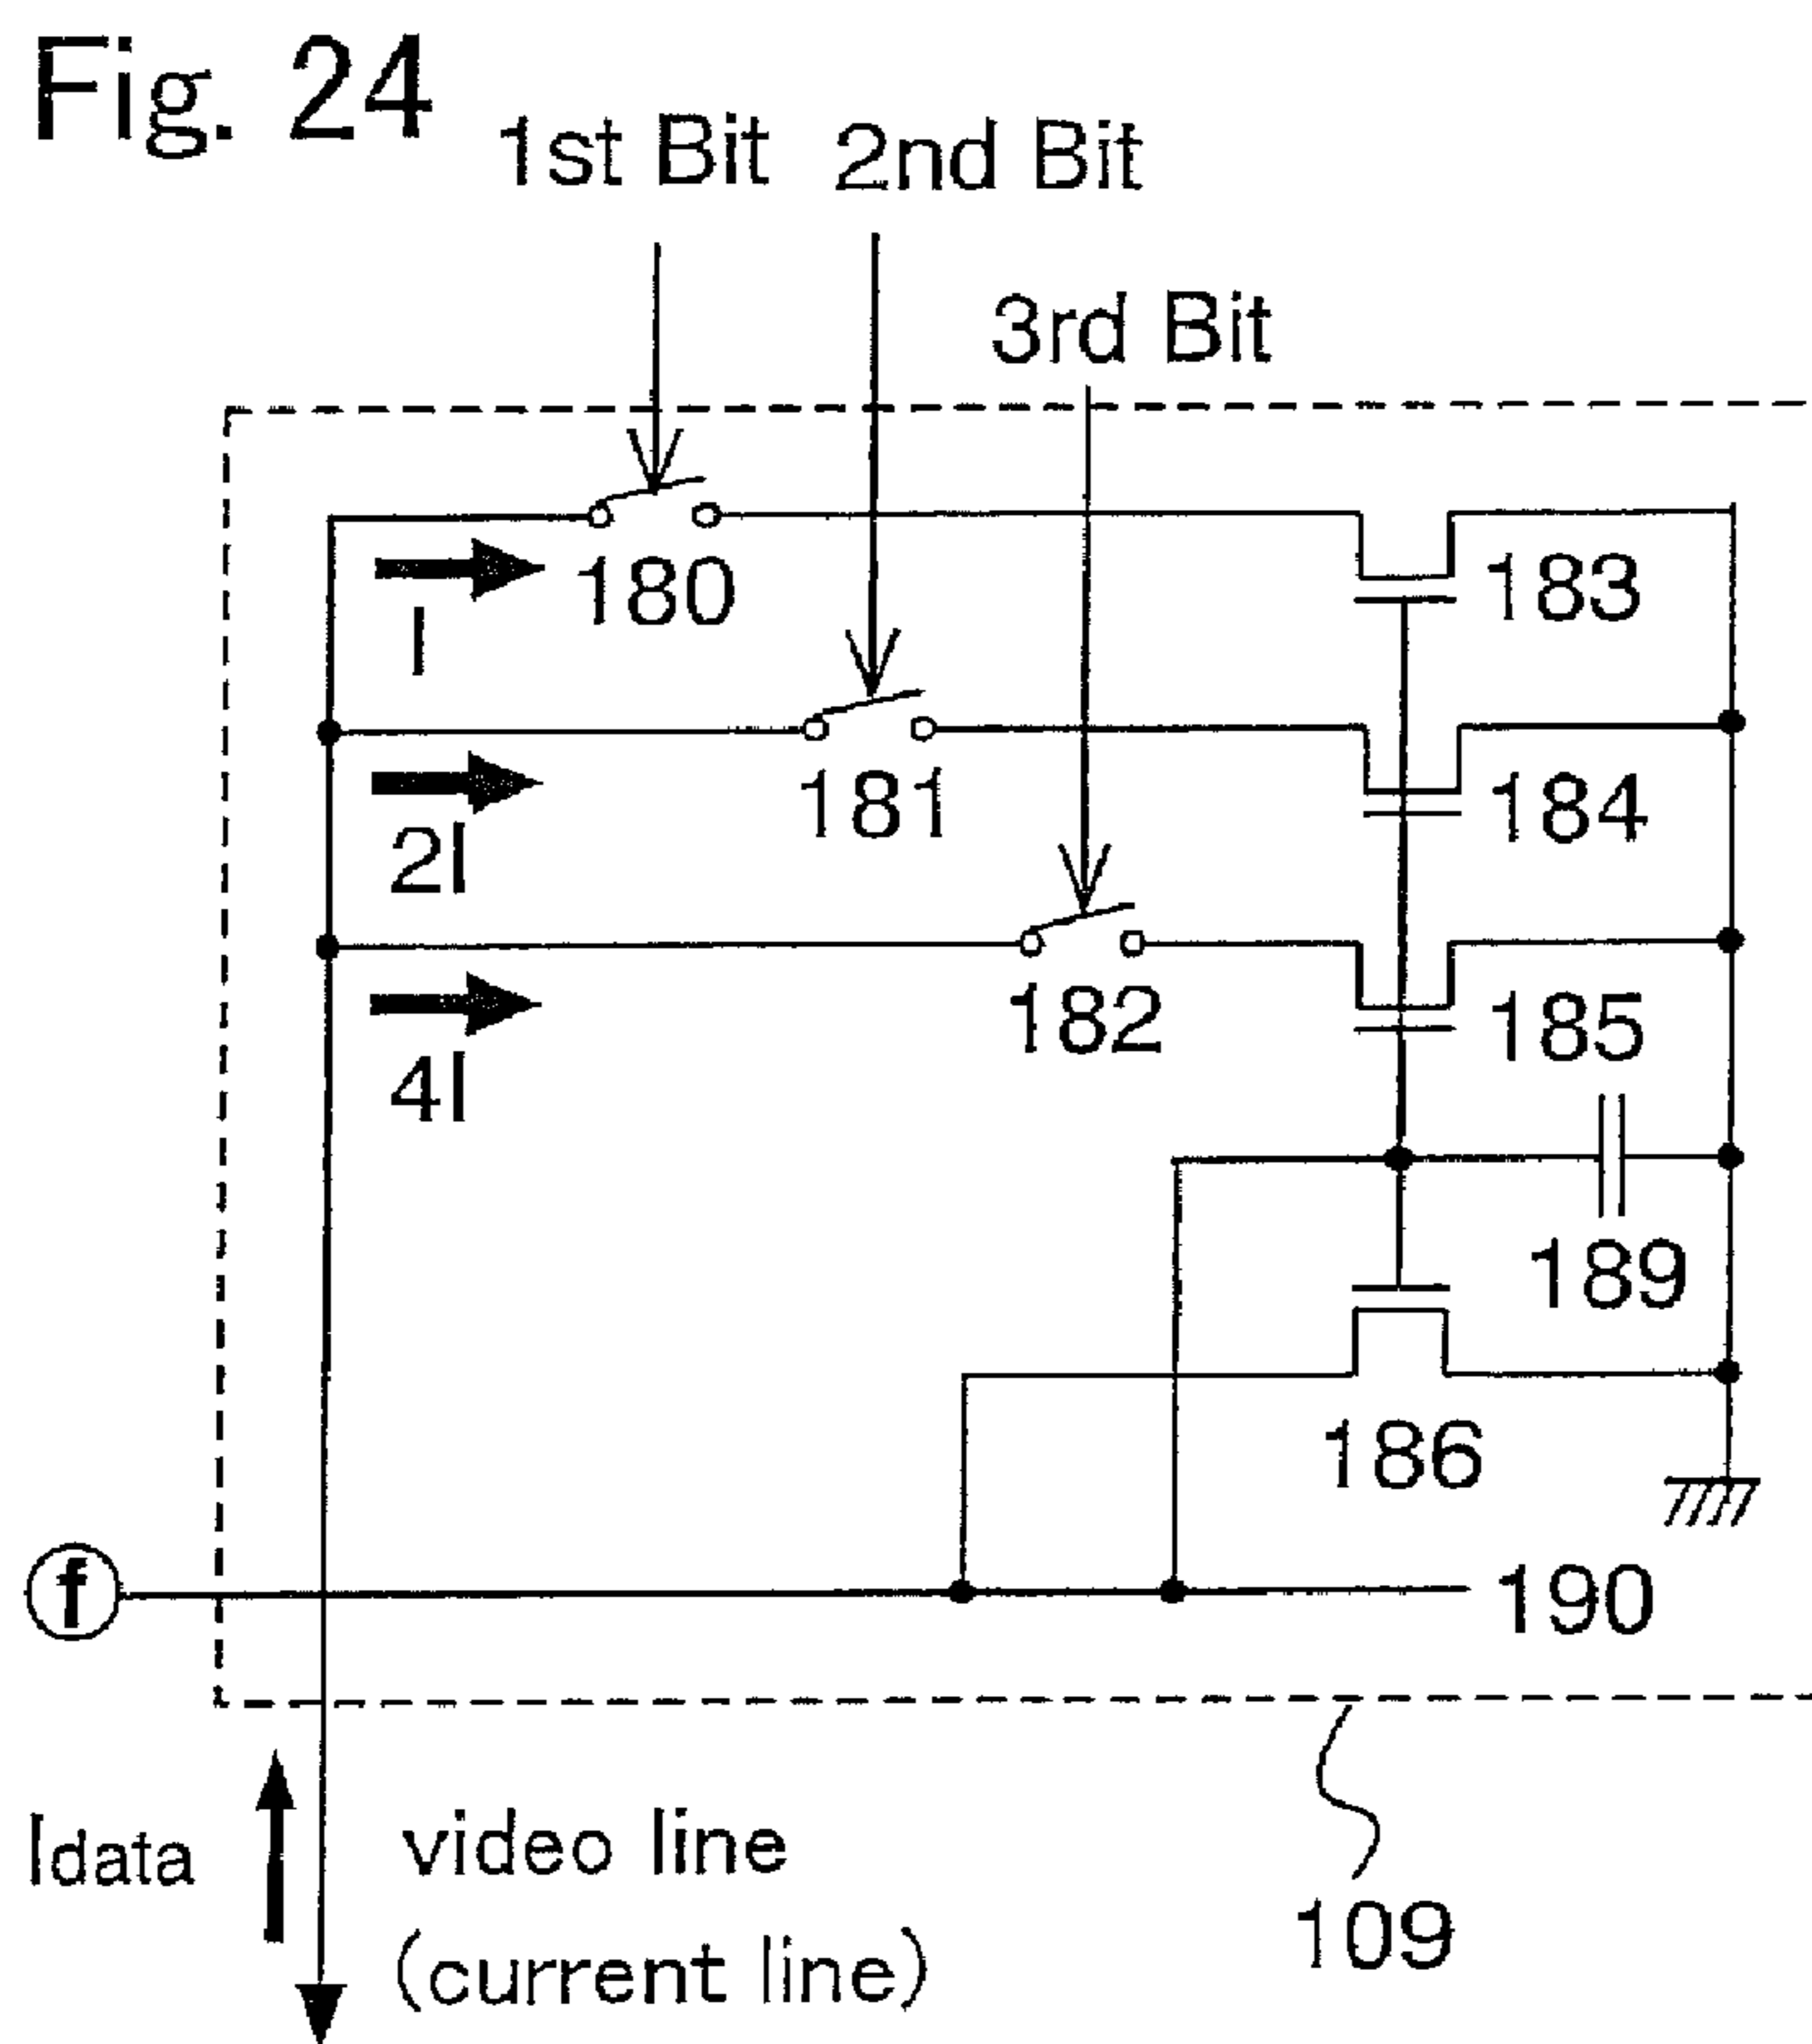 Fig. 24
1st Bit 2nd Bit
3rd Bit
180
183
I
181
184
2I
182
185
4I
189
186
f
190
Idata
video line
(current line)
109